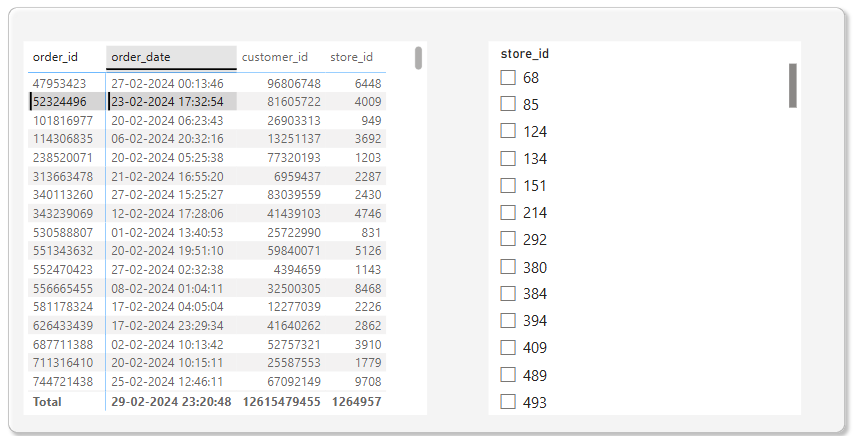 order_id order_date customer_id store_id
47953423 27-02-2024 00:13:46 96806748 6448
52324496 23-02-2024 17:32:54 81605722 4009
101816977 20-02-2024 06:23:43 26903313 949
114306835 06-02-2024 20:32:16 13251137 3692
238520071 20-02-2024 05:25:38 77320193 1203
313663478 21-02-2024 16:55:20 6959437 2287
340113260 27-02-2024 15:25:27 83039559 2430
343239069 12-02-2024 17:28:06 41439103 4746
530588807 01-02-2024 13:40:53 25722990 831
551343632 20-02-2024 19:51:10 59840071 5126
552470423 27-02-2024 02:32:38 4394659 1143
556665455 08-02-2024 01:04:11 32500305 8468
581178324 17-02-2024 04:05:04 12277039 2226
626433439 17-02-2024 23:29:34 41640262 2862
687711388 02-02-2024 10:13:42 52757321 3910
711316410 20-02-2024 10:15:11 25587553 1779
744721438 25-02-2024 12:46:11 67092149 9708
Total 29-02-2024 23:20:48 12615479455 1264957
store_id
68
85
124
134
151
214
292
380
384
394
409
489
493